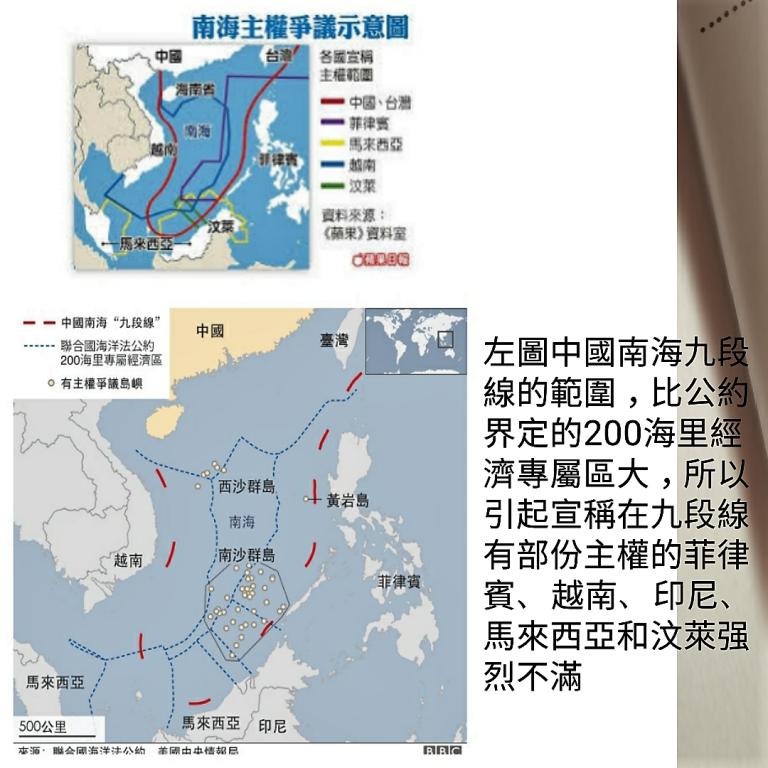 南海主權爭議示意圖
中國
台灣
海南省
南海
越南
菲律賓
汶萊
馬來西亞
各國宣稱
主權範圍
中國、台灣
菲律賓
馬來西亞
越南
汶萊
資料來源：
《蘋果》資料室
蘋果日報
中國南海“九段線”
聯合國海洋法公約
200海里專屬經濟區
有主權爭議島嶼
中國
臺灣
西沙群島
黃岩島
南海
南沙群島
越南
菲律賓
馬來西亞
馬來西亞
印尼
500公里
來源：聯合國海洋法公約，美國中央情報局
BBC
左圖中國南海九段
線的範圍，比公約
界定的200海里經
濟專屬區大，所以
引起宣稱在九段線
有部份主權的菲律
賓、越南、印尼、
馬來西亞和汶萊强
烈不滿